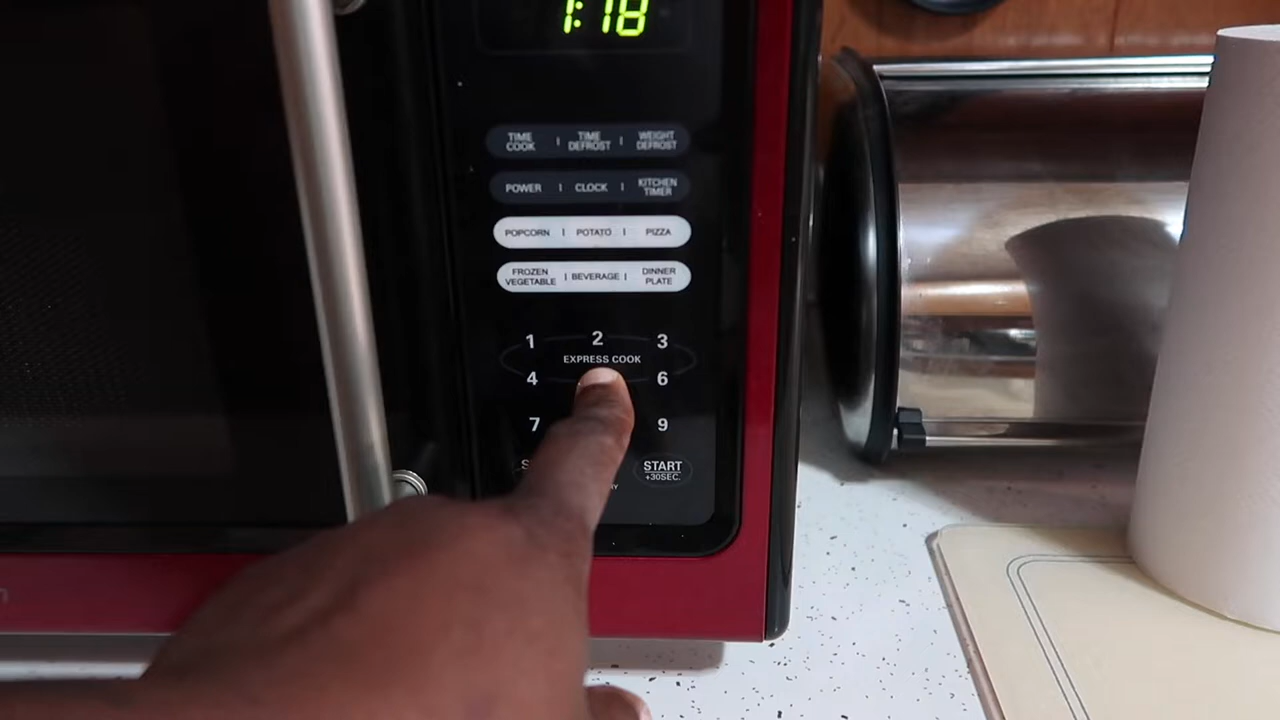 1:18
TIME COOK | TIME DEFROST | WEIGHT DEFROST
POWER | CLOCK | KITCHEN TIMER
POPCORN | POTATO | PIZZA
FROZEN VEGETABLE | BEVERAGE | DINNER PLATE
1 2 3
EXPRESS COOK
4 6
7 9
START
+30SEC.